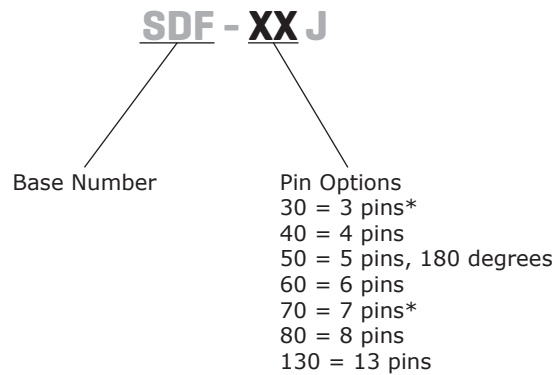 SDF - XX J
Base Number
Pin Options
30 = 3 pins*
40 = 4 pins
50 = 5 pins, 180 degrees
60 = 6 pins
70 = 7 pins*
80 = 8 pins
130 = 13 pins